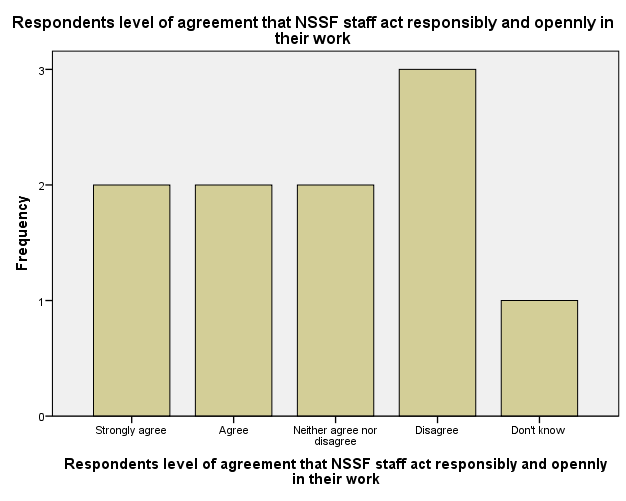 Respondents level of agreement that NSSF staff act responsibly and opennly in
their work
Frequency
3
2
1
0
Strongly agree
Agree
Neither agree nor
disagree
Disagree
Don't know
Respondents level of agreement that NSSF staff act responsibly and opennly
in their work